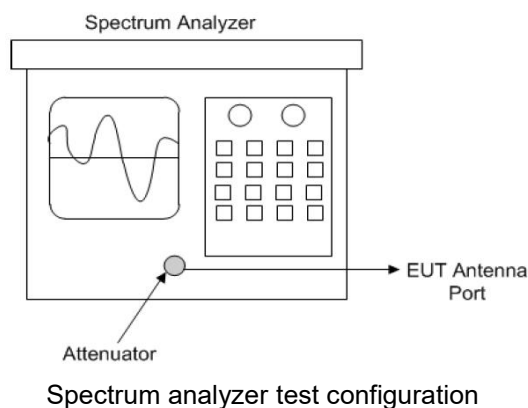 Spectrum Analyzer
EUT Antenna
Port
Attenuator
Spectrum analyzer test configuration